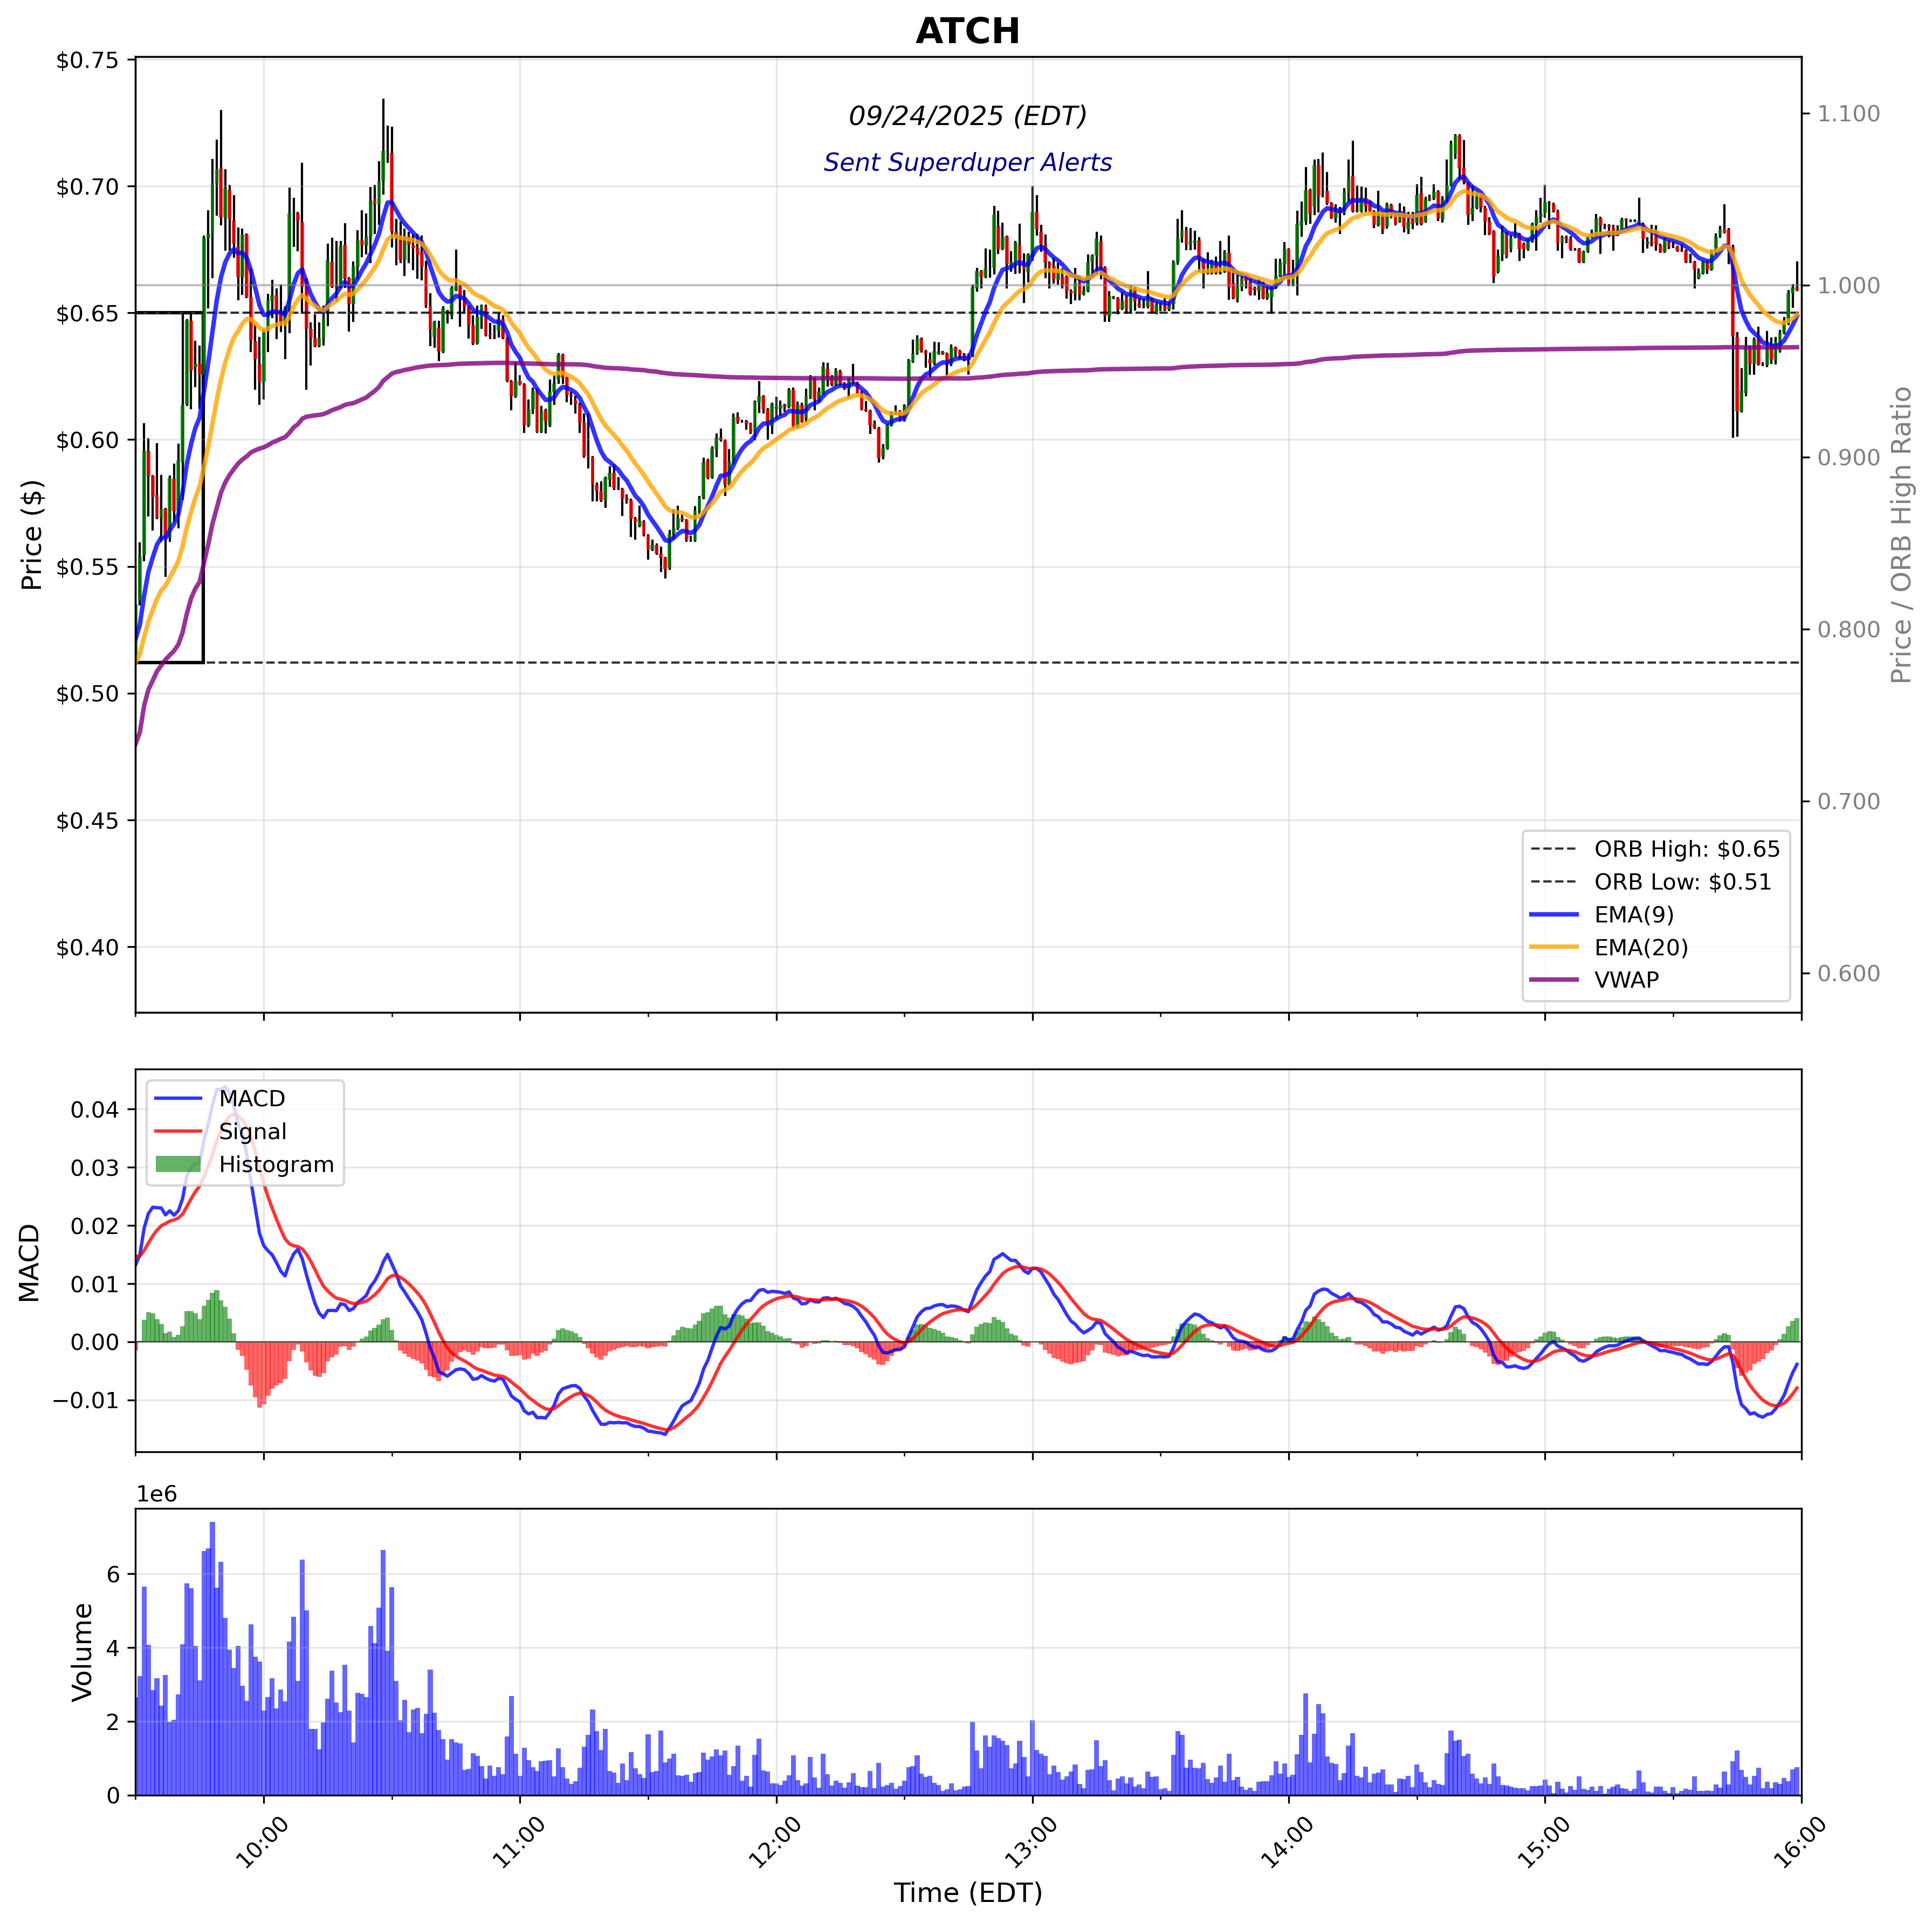 ATCH
09/24/2025 (EDT)
Sent Superduper Alerts
Price ($)
$0.75
$0.70
$0.65
$0.60
$0.55
$0.50
$0.45
$0.40
1.100
1.000
0.900
0.800
0.700
0.600
Price / ORB High Ratio
ORB High: $0.65
ORB Low: $0.51
EMA(9)
EMA(20)
VWAP
MACD
0.04
0.03
0.02
0.01
0.00
−0.01
MACD
Signal
Histogram
1e6
Volume
6
4
2
0
10:00
11:00
12:00
13:00
14:00
15:00
16:00
Time (EDT)